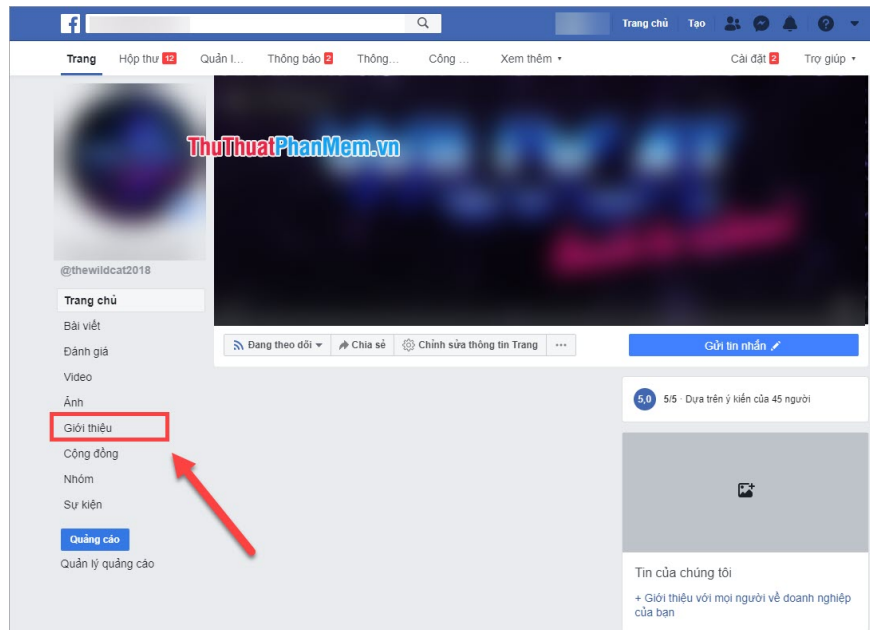 f
Trang chủ Tạo
Trang Hộp thư 12 Quản l... Thông báo 2 Thông... Công ... Xem thêm Cài đặt 2 Trợ giúp
ThuThuatPhanMem.vn
@thewildcat2018
Trang chủ
Bài viết
Đánh giá
Video
Ảnh
Giới thiệu
Cộng đồng
Nhóm
Sự kiện
Quảng cáo
Quản lý quảng cáo
Đang theo dõi Chia sẻ Chỉnh sửa thông tin Trang ...
Gửi tin nhắn
5,0 5/5 · Dựa trên ý kiến của 45 người
Tin của chúng tôi
+ Giới thiệu với mọi người về doanh nghiệp
của bạn